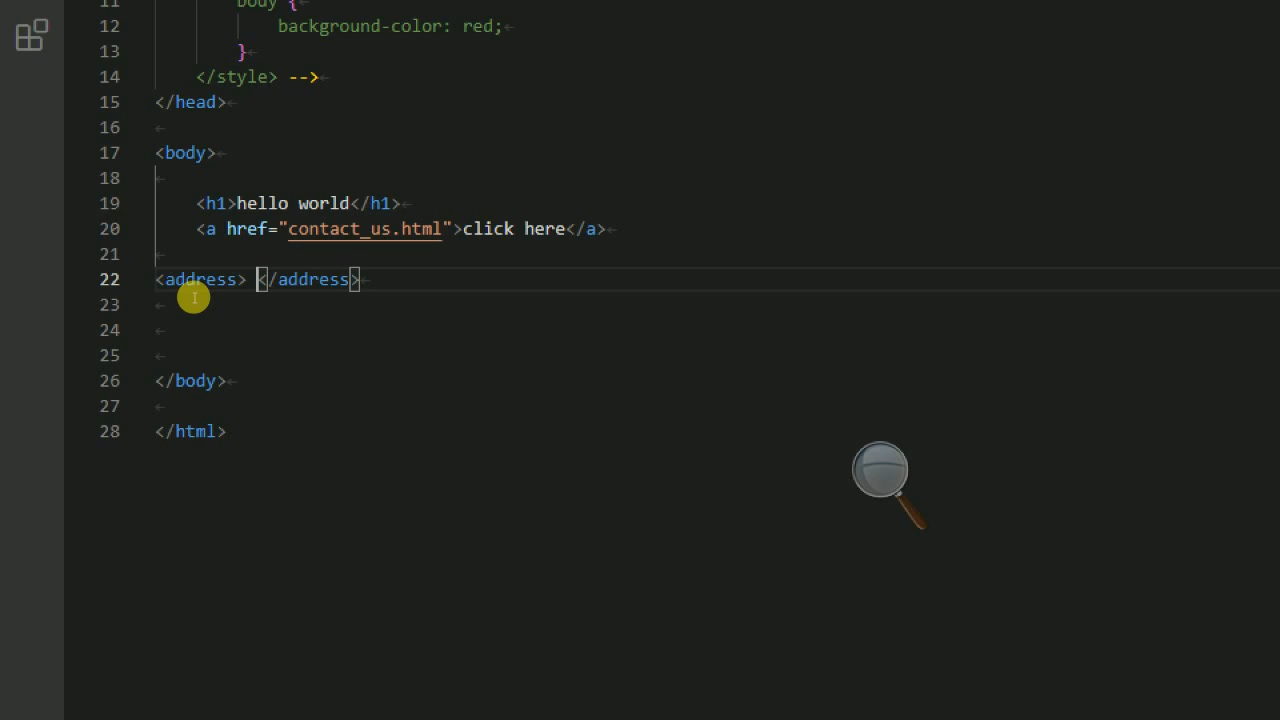 11 body {
12 background-color: red;
13 }
14 </style> -->
15 </head>
16
17 <body>
18
19 <h1>hello world</h1>
20 <a href="contact_us.html">click here</a>
21
22 <address> </address>
23
24
25
26 </body>
27
28 </html>